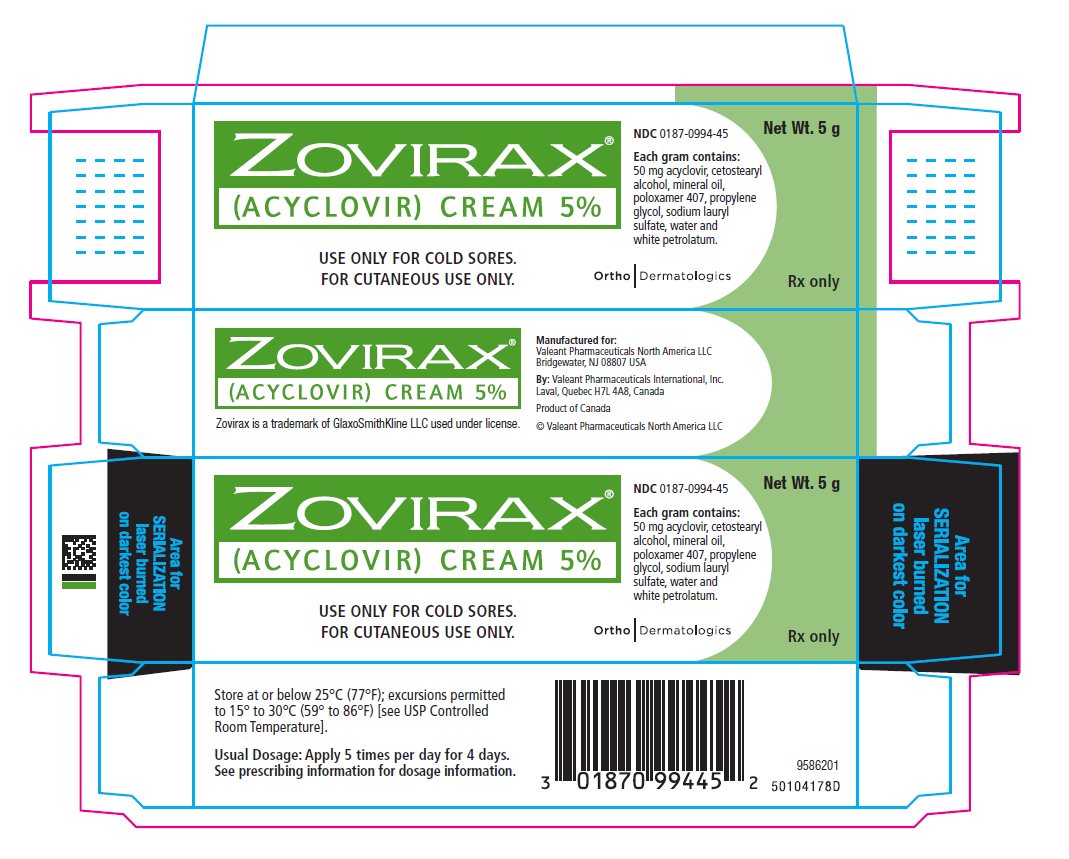 ZOVIRAX®
(ACYCLOVIR) CREAM 5%
USE ONLY FOR COLD SORES.
FOR CUTANEOUS USE ONLY.
NDC 0187-0994-45
Each gram contains:
50 mg acyclovir, cetostearyl
alcohol, mineral oil,
poloxamer 407, propylene
glycol, sodium lauryl
sulfate, water and
white petrolatum.
Ortho Dermatologics
Net Wt. 5 g
Rx only
ZOVIRAX®
(ACYCLOVIR) CREAM 5%
Zovirax is a trademark of GlaxoSmithKline LLC used under license.
Manufactured for:
Valeant Pharmaceuticals North America LLC
Bridgewater, NJ 08807 USA
By: Valeant Pharmaceuticals International, Inc.
Laval, Quebec H7L 4A8, Canada
Product of Canada
© Valeant Pharmaceuticals North America LLC
Area for
SERIALIZATION
laser burned
on darkest color
ZOVIRAX®
(ACYCLOVIR) CREAM 5%
USE ONLY FOR COLD SORES.
FOR CUTANEOUS USE ONLY.
NDC 0187-0994-45
Each gram contains:
50 mg acyclovir, cetostearyl
alcohol, mineral oil,
poloxamer 407, propylene
glycol, sodium lauryl
sulfate, water and
white petrolatum.
Ortho Dermatologics
Net Wt. 5 g
Rx only
Area for
SERIALIZATION
laser burned
on darkest color
Store at or below 25°C (77°F); excursions permitted
to 15° to 30°C (59° to 86°F) [see USP Controlled
Room Temperature].
Usual Dosage: Apply 5 times per day for 4 days.
See prescribing information for dosage information.
3 01870 99445 2
9586201
50104178D